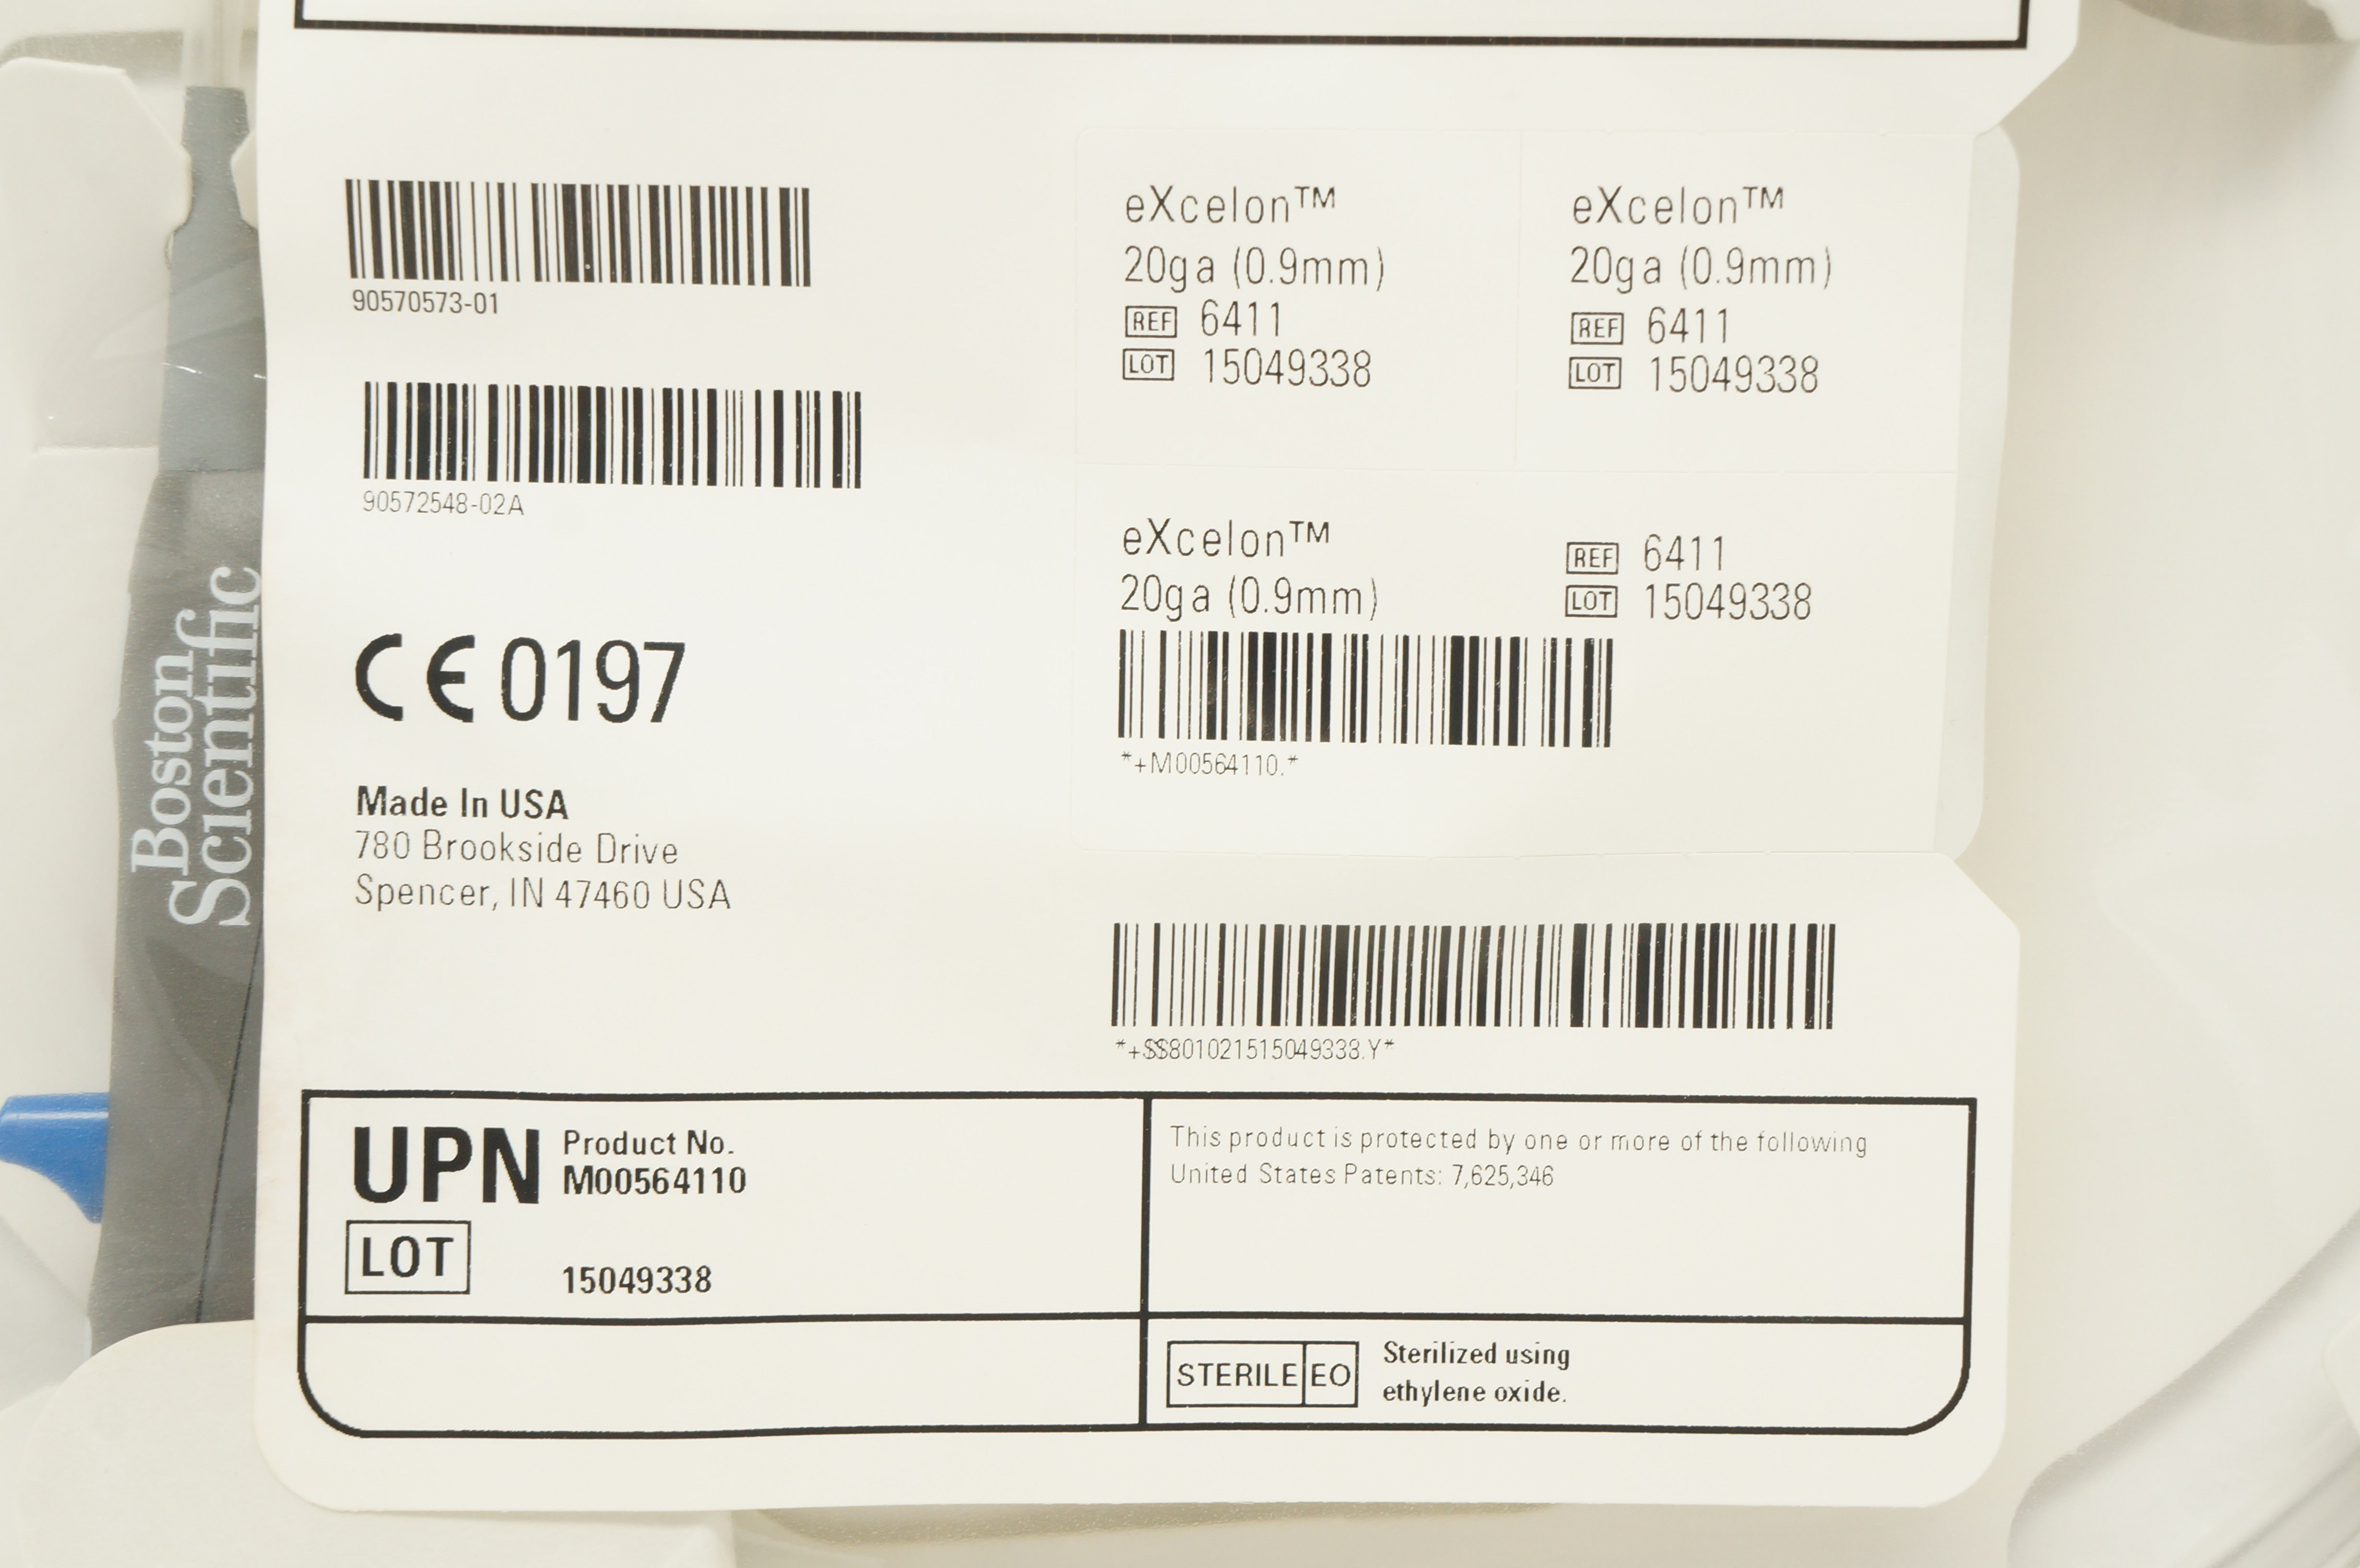 90570573-01
90572548-02A
CE 0197
Made In USA
780 Brookside Drive
Spencer, IN 47460 USA
Boston
Scientific
eXcelon™
20ga (0.9mm)
REF 6411
LOT 15049338
eXcelon™
20ga (0.9mm)
REF 6411
LOT 15049338
eXcelon™
20ga (0.9mm)
REF 6411
LOT 15049338
*+M00564110.*
*+$$801021515049338.Y*
UPN Product No.
M00564110
LOT 15049338
This product is protected by one or more of the following
United States Patents: 7,625,346
STERILE EO Sterilized using
ethylene oxide.